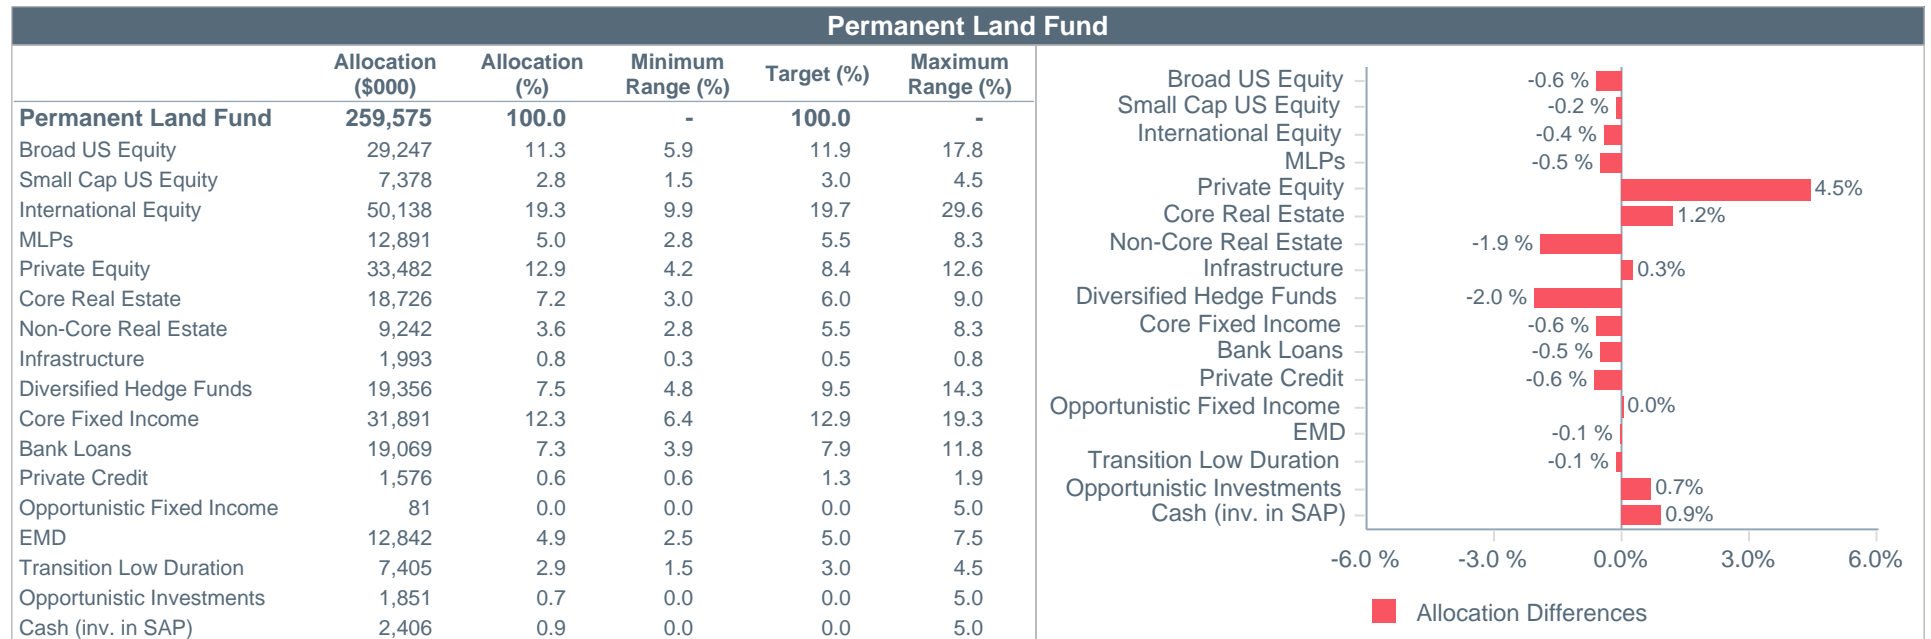 Permanent Land Fund
Allocation ($000) Allocation (%) Minimum Range (%) Target (%) Maximum Range (%)
Permanent Land Fund 259,575 100.0 - 100.0 -
Broad US Equity 29,247 11.3 5.9 11.9 17.8
Small Cap US Equity 7,378 2.8 1.5 3.0 4.5
International Equity 50,138 19.3 9.9 19.7 29.6
MLPs 12,891 5.0 2.8 5.5 8.3
Private Equity 33,482 12.9 4.2 8.4 12.6
Core Real Estate 18,726 7.2 3.0 6.0 9.0
Non-Core Real Estate 9,242 3.6 2.8 5.5 8.3
Infrastructure 1,993 0.8 0.3 0.5 0.8
Diversified Hedge Funds 19,356 7.5 4.8 9.5 14.3
Core Fixed Income 31,891 12.3 6.4 12.9 19.3
Bank Loans 19,069 7.3 3.9 7.9 11.8
Private Credit 1,576 0.6 0.6 1.3 1.9
Opportunistic Fixed Income 81 0.0 0.0 0.0 5.0
EMD 12,842 4.9 2.5 5.0 7.5
Transition Low Duration 7,405 2.9 1.5 3.0 4.5
Opportunistic Investments 1,851 0.7 0.0 0.0 5.0
Cash (inv. in SAP) 2,406 0.9 0.0 0.0 5.0
Broad US Equity -0.6 %
Small Cap US Equity -0.2 %
International Equity -0.4 %
MLPs -0.5 %
Private Equity 4.5%
Core Real Estate 1.2%
Non-Core Real Estate -1.9 %
Infrastructure 0.3%
Diversified Hedge Funds -2.0 %
Core Fixed Income -0.6 %
Bank Loans -0.5 %
Private Credit -0.6 %
Opportunistic Fixed Income 0.0%
EMD -0.1 %
Transition Low Duration -0.1 %
Opportunistic Investments 0.7%
Cash (inv. in SAP) 0.9%
-6.0 % -3.0 % 0.0% 3.0% 6.0%
Allocation Differences